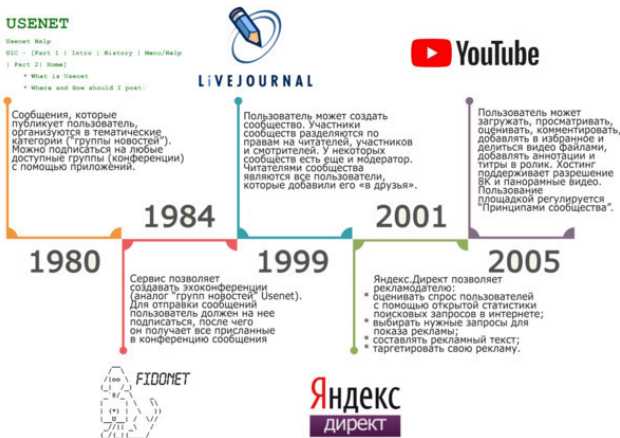 USENET
Usenet Help
UIC - [Part 1 | Intro | History | Menu/Help
| Part 2| Home]
* What is Usenet
* Where and How should I post:
LiVEJOURNAL
YouTube
Сообщения, которые
публикует пользователь,
организуются в тематические
категории ("группы новостей").
Можно подписаться на любые
доступные группы (конференции)
с помощью приложений.
Пользователь может создать
сообщество. Участники
сообществ разделяются по
правам на читателей, участников
и смотрителей. У некоторых
сообществ есть еще и модератор.
Читателями сообщества
являются все пользователи,
которые добавили его «в друзья».
Пользователь может
загружать, просматривать,
оценивать, комментировать,
добавлять в избранное и
делиться видео файлами,
добавлять аннотации и
титры в ролик. Хостинг
поддерживает разрешение
8K и панорамные видео.
Пользование
площадкой регулируется
"Принципами сообщества".
1984
2001
1980
1999
2005
Сервис позволяет
создавать эхоконференции
(аналог "групп новостей" Usenet).
Для отправки сообщений
пользователь должен на нее
подписаться, после чего
он получает все присланные
в конференцию сообщения
Яндекс.Директ позволяет
рекламодателю:
* оценивать спрос пользователей
с помощью открытой статистики
поисковых запросов в интернете;
* выбирать нужные запросы для
показа рекламы;
* составлять рекламный текст;
* таргетировать свою рекламу.
FIDONET
Яндекс
директ